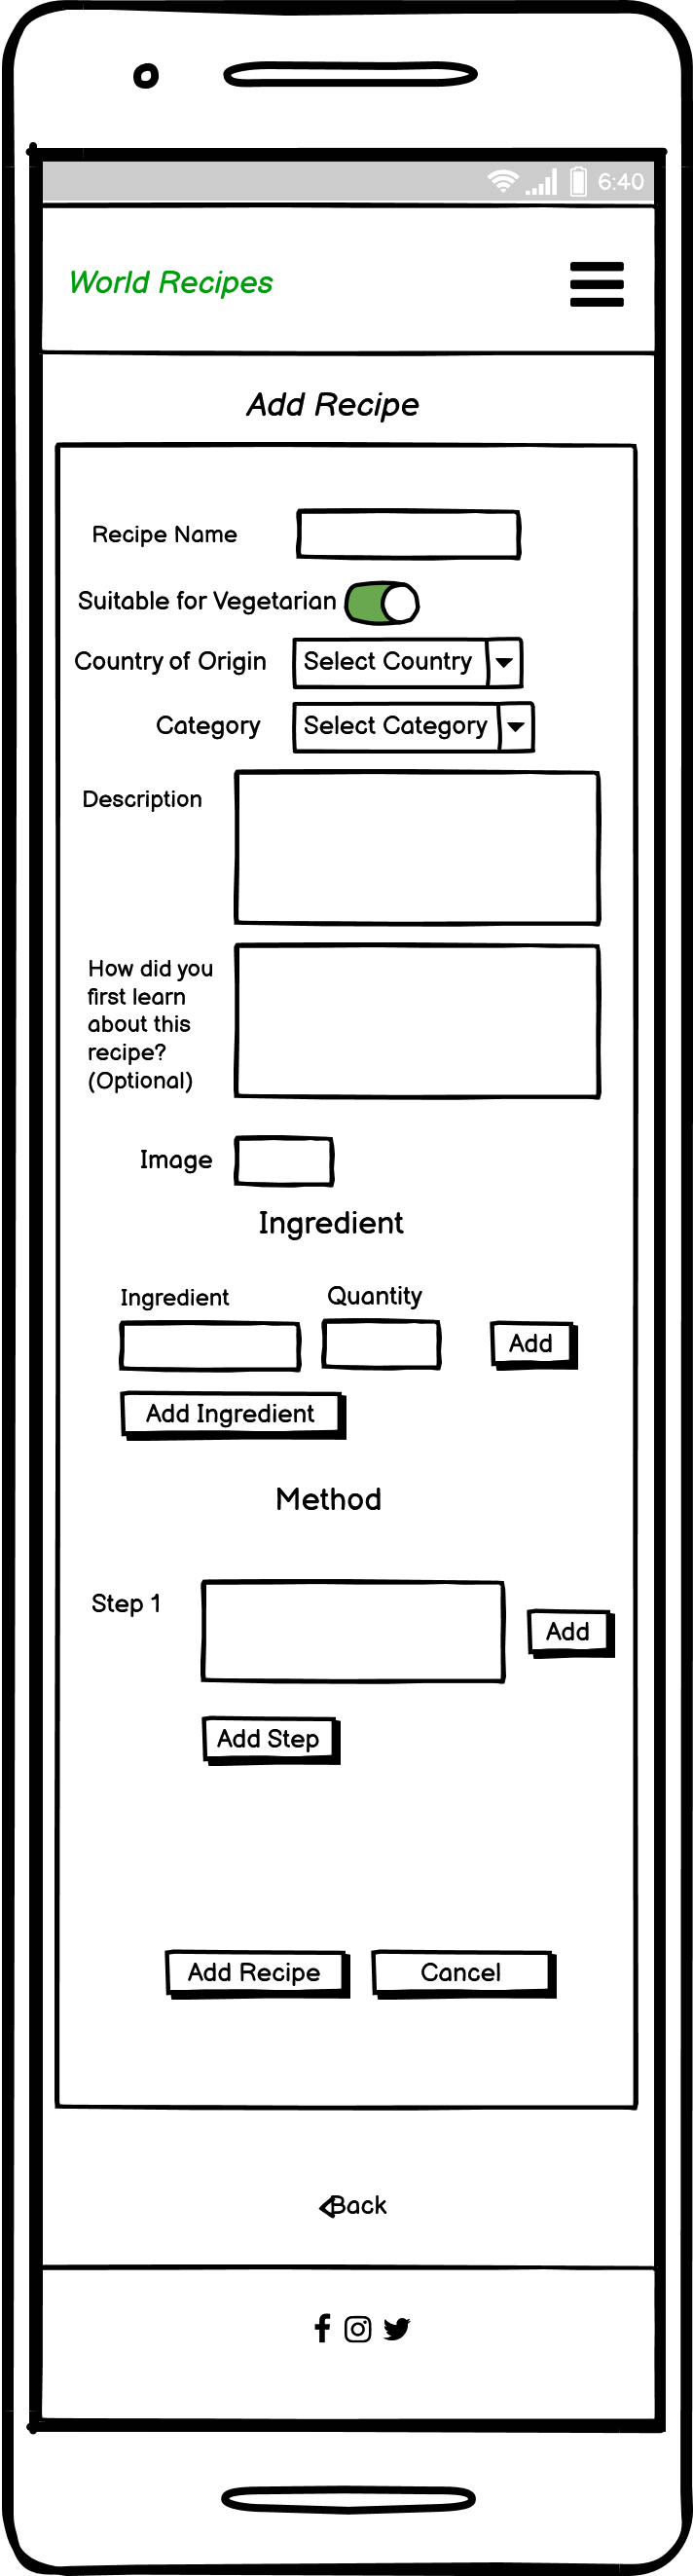 6:40
World Recipes
Add Recipe
Recipe Name
Suitable for Vegetarian
Country of Origin Select Country
Category Select Category
Description
How did you
first learn
about this
recipe?
(Optional)
Image
Ingredient
Ingredient Quantity
Add
Add Ingredient
Method
Step 1
Add
Add Step
Add Recipe Cancel
Back